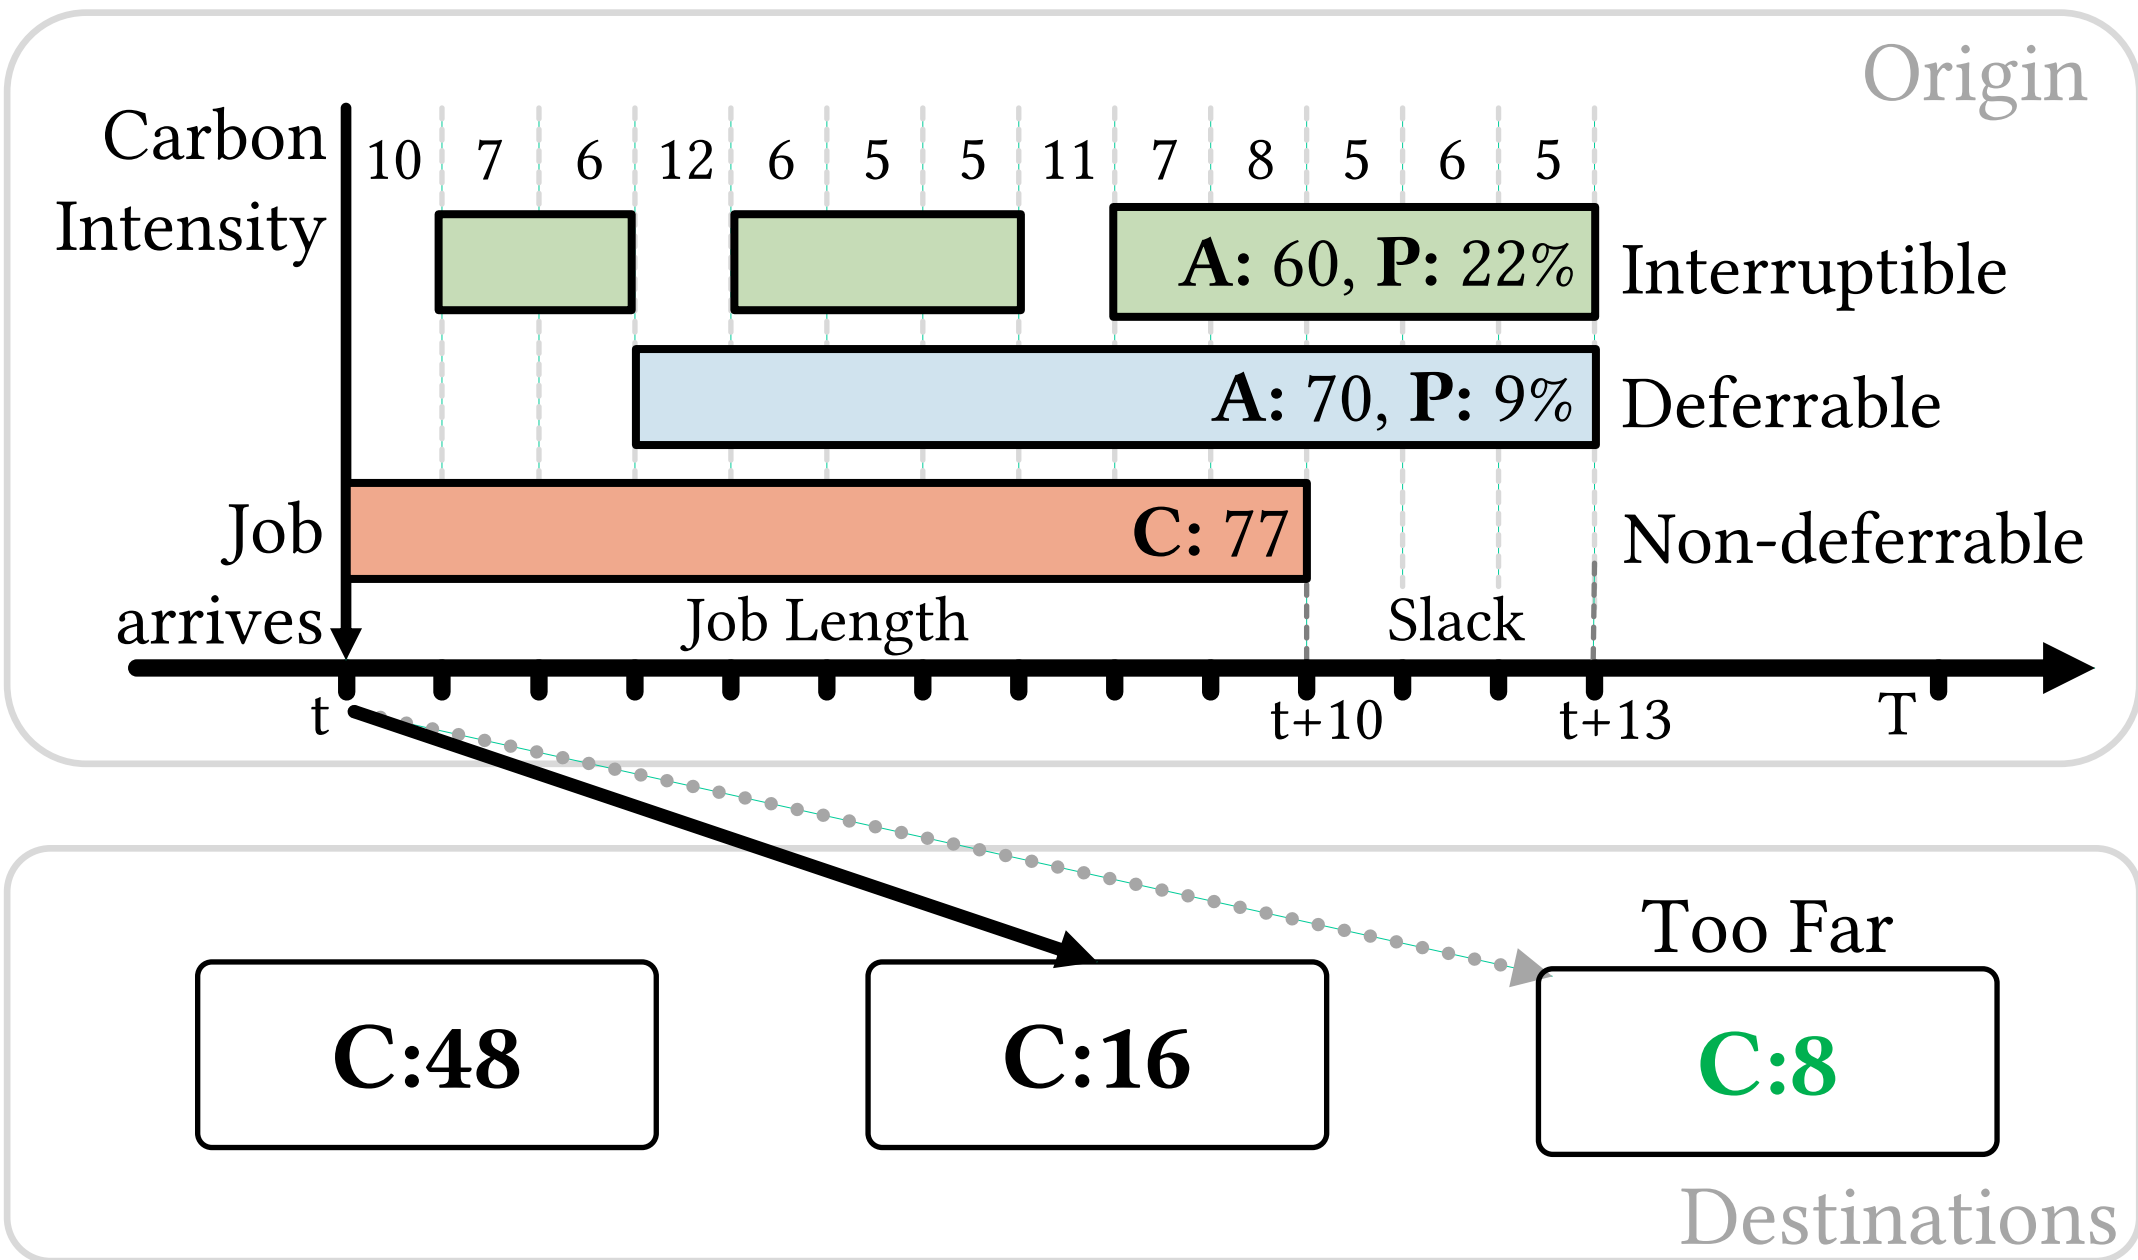 Origin
Carbon
Intensity
10 7 6 12 6 5 5 11 7 8 5 6 5
A: 60, P: 22% Interruptible
A: 70, P: 9% Deferrable
Job
arrives
C: 77 Non-deferrable
Job Length Slack
t t+10 t+13 T
Too Far
C:48 C:16 C:8
Destinations